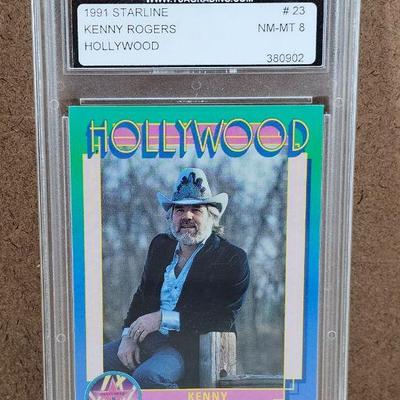 1991 STARLINE # 23
KENNY ROGERS NM-MT 8
HOLLYWOOD
380902
HOLLYWOOD
KENNY